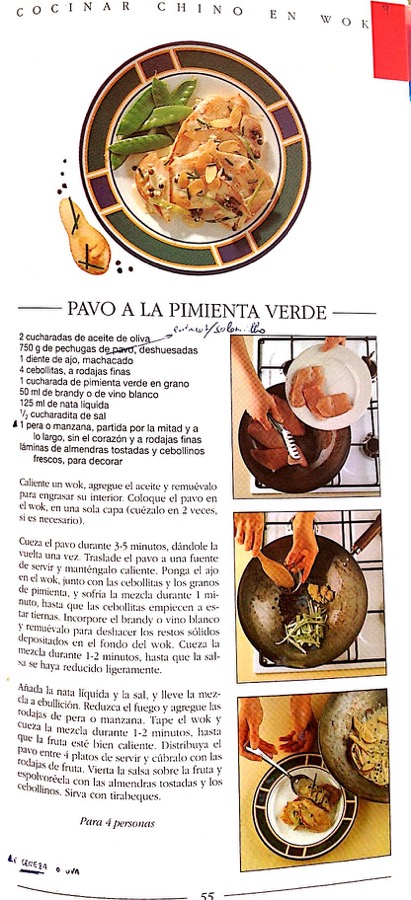 COCINAR CHINO EN WOK
PAVO A LA PIMIENTA VERDE
solomillo
2 cucharadas de aceite de oliva
750 g de pechugas de pavo, deshuesadas
1 diente de ajo, machacado
4 cebollitas, a rodajas finas
1 cucharada de pimienta verde en grano
50 ml de brandy o de vino blanco
125 ml de nata líquida
½ cucharadita de sal
1 pera o manzana, partida por la mitad y a
lo largo, sin el corazón y a rodajas finas
láminas de almendras tostadas y cebollinos
frescos, para decorar
Caliente un wok, agregue el aceite y remuévalo
para engrasar su interior. Coloque el pavo en
el wok, en una sola capa (cuézalo en 2 veces,
si es necesario).
Cueza el pavo durante 3-5 minutos, dándole la
vuelta una vez. Traslade el pavo a una fuente
de servir y manténgalo caliente. Ponga el ajo
en el wok, junto con las cebollitas y los granos
de pimienta, y sofría la mezcla durante 1 mi-
nuto, hasta que las cebollitas empiecen a es-
tar tiernas. Incorpore el brandy o vino blanco
y remuévalo para deshacer los restos sólidos
depositados en el fondo del wok. Cueza la
mezcla durante 1-2 minutos, hasta que la sal-
sa se haya reducido ligeramente.
Añada la nata líquida y la sal, y lleve la mez-
cla a ebullición. Reduzca el fuego y agregue las
rodajas de pera o manzana. Tape el wok y
cueza la mezcla durante 1-2 minutos, hasta
que la fruta esté bien caliente. Distribuya el
pavo entre 4 platos de servir y cúbralo con las
rodajas de fruta. Vierta la salsa sobre la fruta y
espolvoréela con las almendras tostadas y los
cebollinos. Sirva con tirabeques.
Para 4 personas
CEREZA O UVA
55